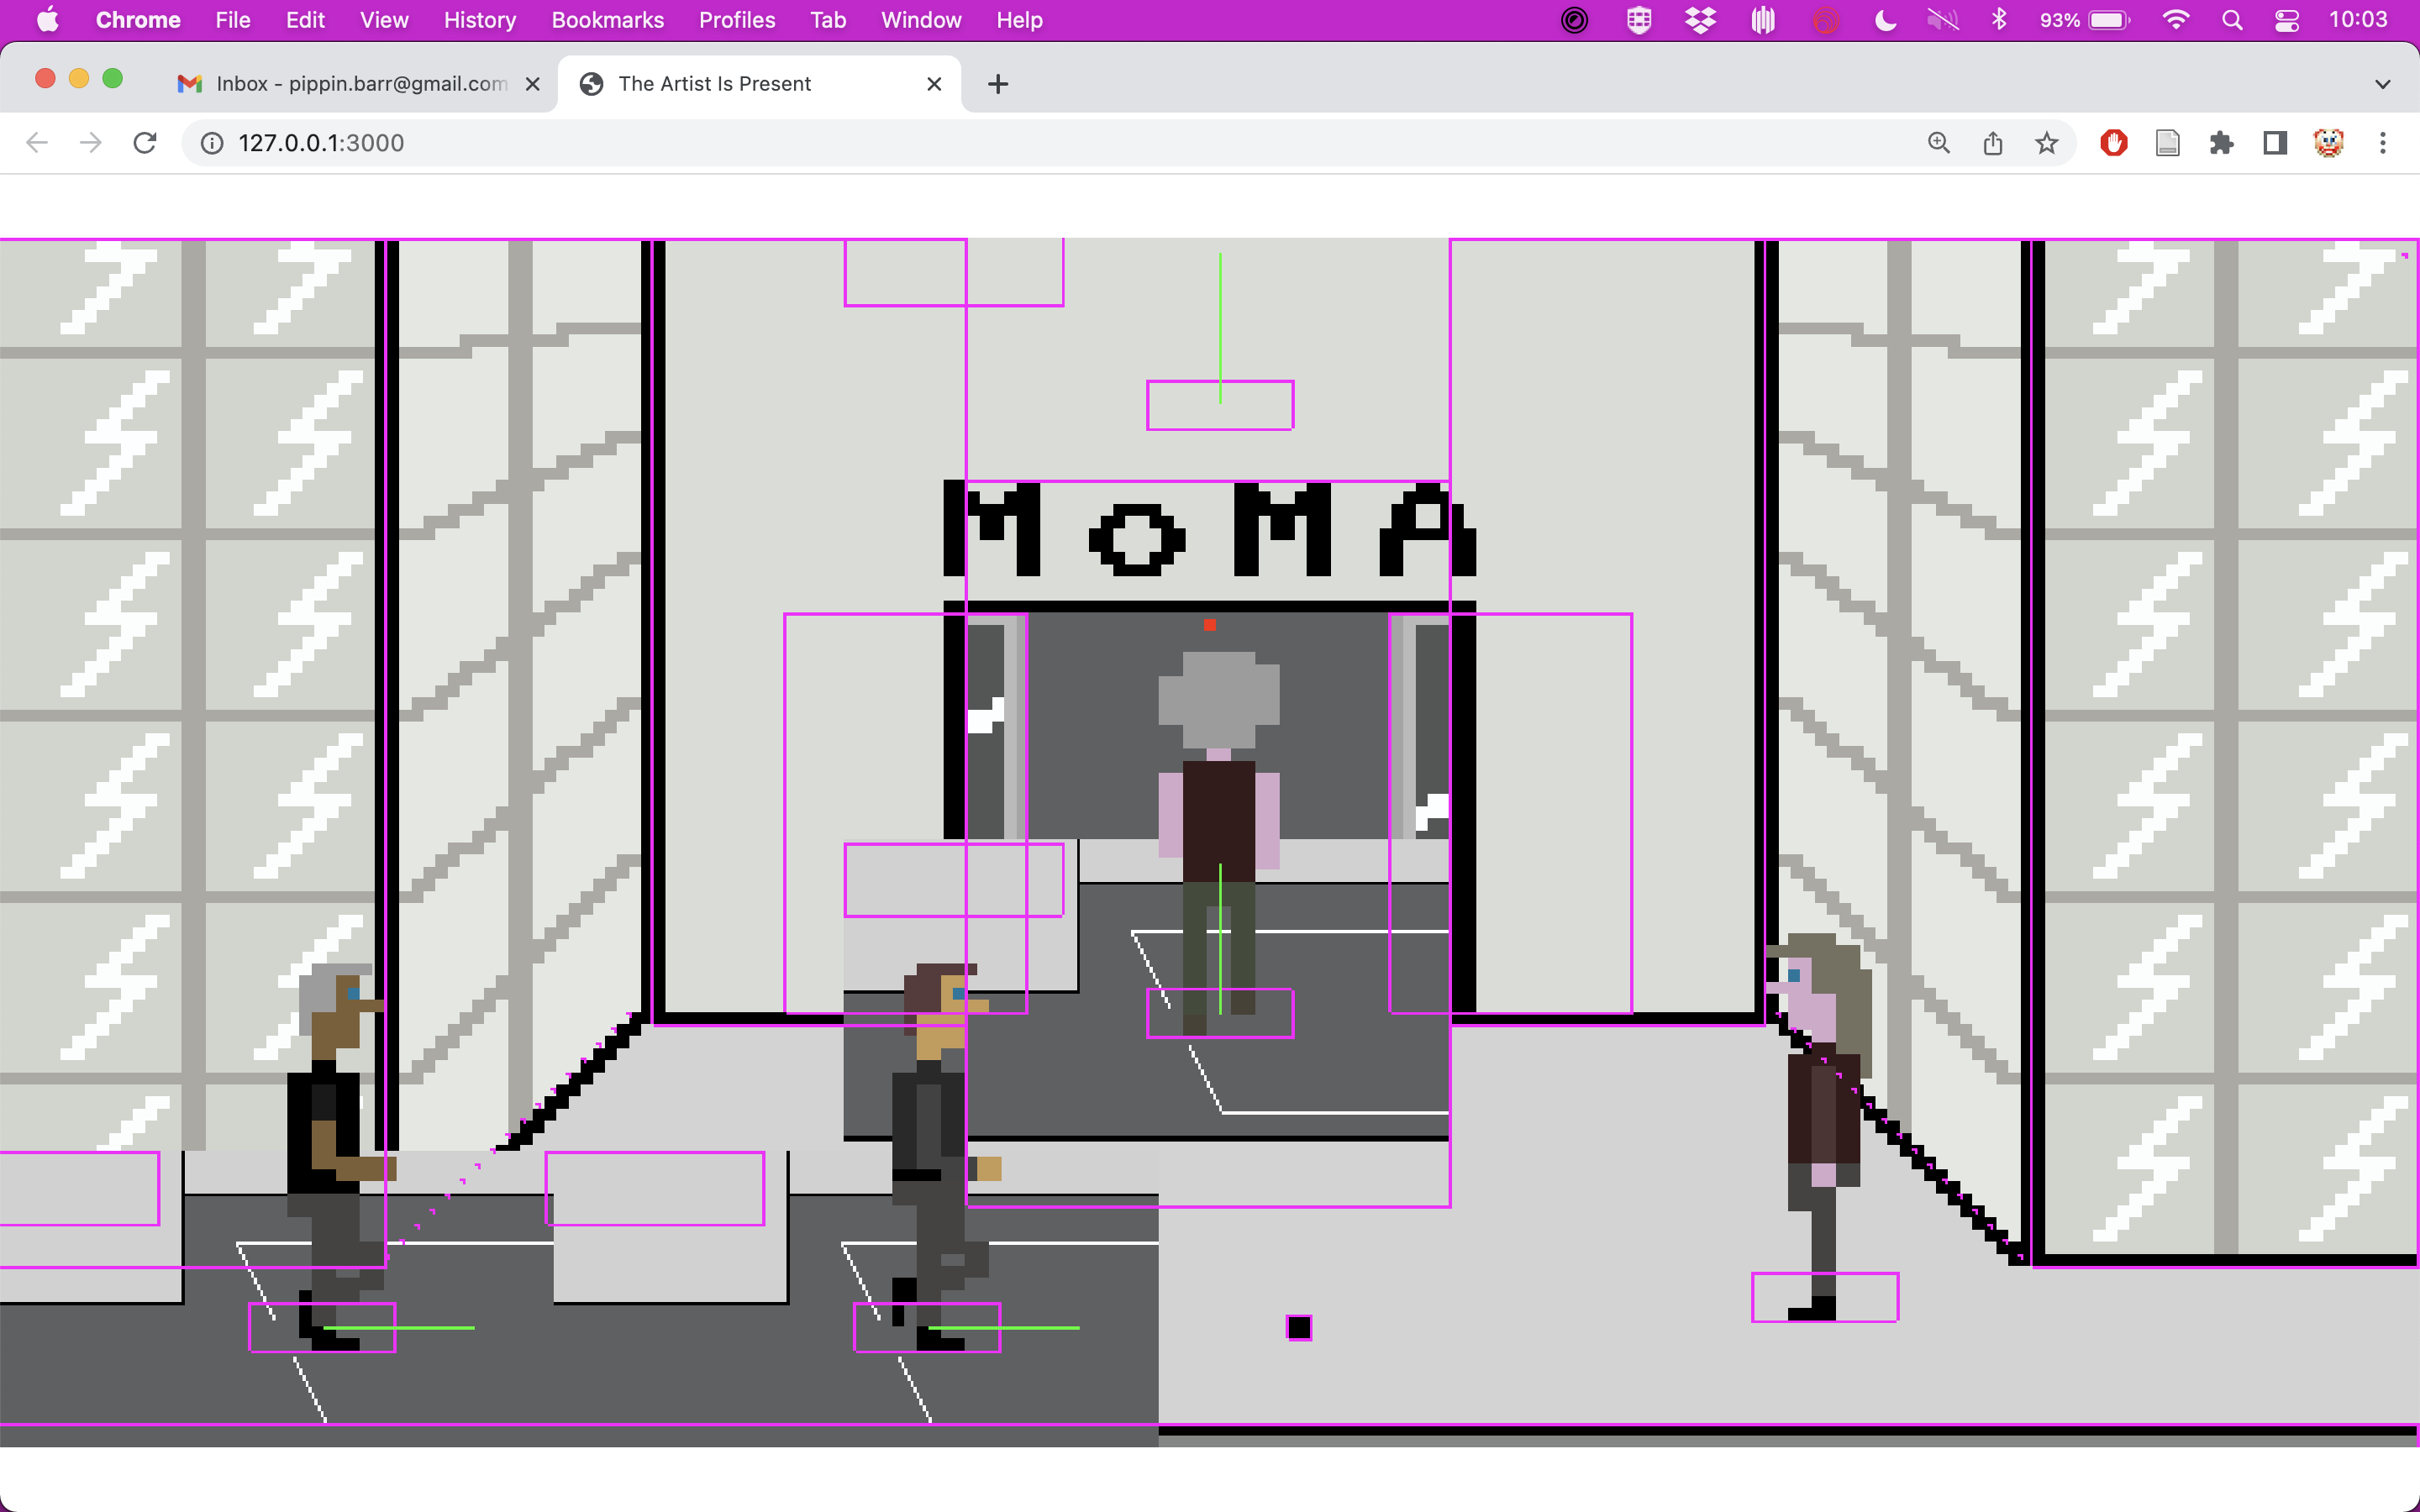 Chrome File Edit View History Bookmarks Profiles Tab Window Help 93% 10:03
Inbox - pippin.barr@gmail.com The Artist Is Present
127.0.0.1:3000
MOMA